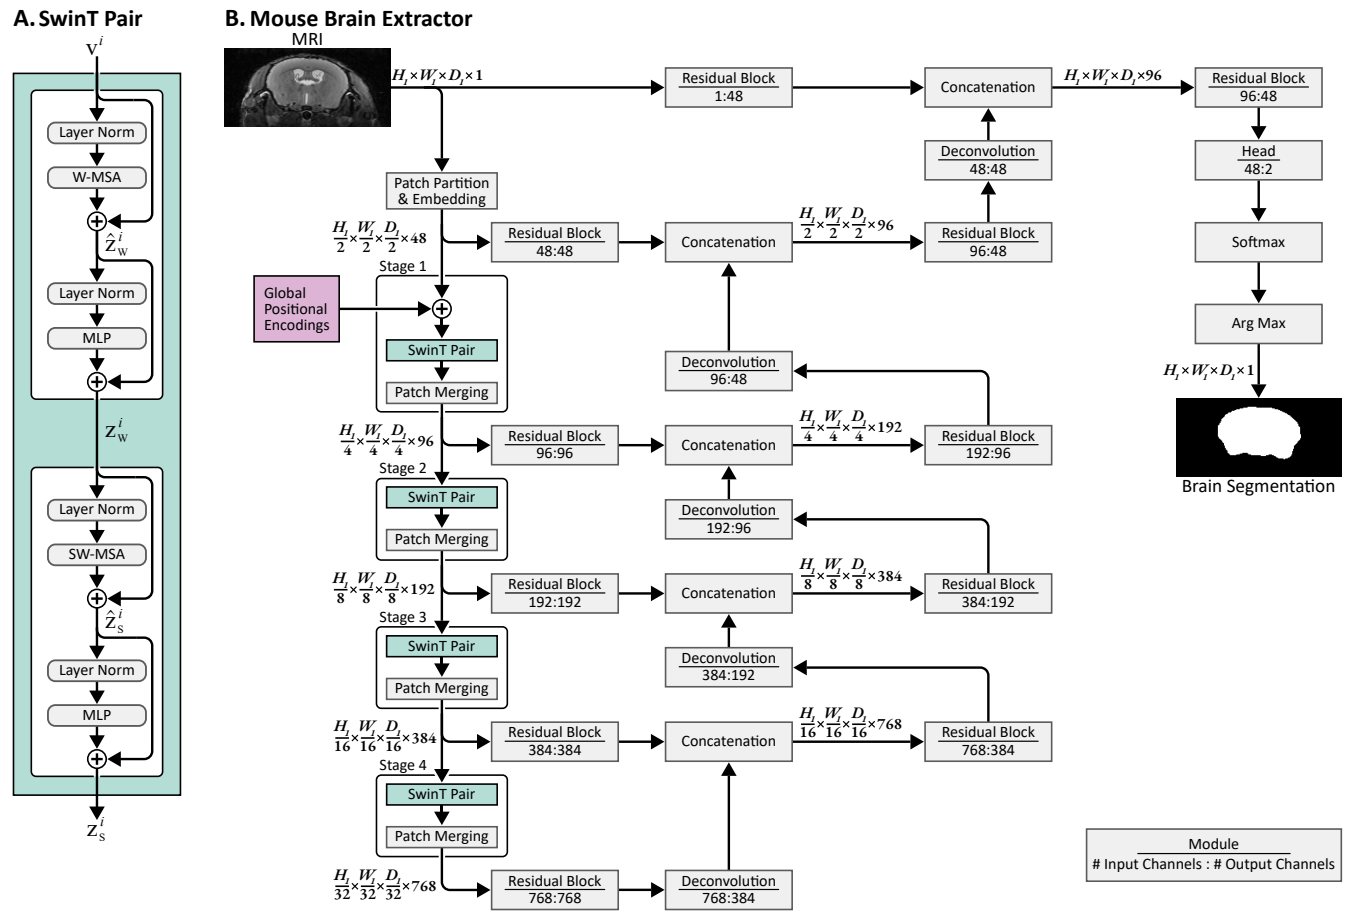 A. SwinT Pair
V^i
Layer Norm
W-MSA
Ẑ_W^i
Layer Norm
MLP
Z_W^i
Layer Norm
SW-MSA
Ẑ_S^i
Layer Norm
MLP
Z_S^i
B. Mouse Brain Extractor
MRI
H_I×W_I×D_I×1
Residual Block
1:48
Concatenation
H_I×W_I×D_I×96
Residual Block
96:48
Deconvolution
48:48
Head
48:2
Patch Partition
& Embedding
H_I/2×W_I/2×D_I/2×48
Residual Block
48:48
Concatenation
H_I/2×W_I/2×D_I/2×96
Residual Block
96:48
Softmax
Stage 1
Global
Positional
Encodings
SwinT Pair
Patch Merging
Deconvolution
96:48
Arg Max
H_I×W_I×D_I×1
Brain Segmentation
H_I/4×W_I/4×D_I/4×96
Residual Block
96:96
Concatenation
H_I/4×W_I/4×D_I/4×192
Residual Block
192:96
Stage 2
SwinT Pair
Patch Merging
Deconvolution
192:96
H_I/8×W_I/8×D_I/8×192
Residual Block
192:192
Concatenation
H_I/8×W_I/8×D_I/8×384
Residual Block
384:192
Stage 3
SwinT Pair
Patch Merging
Deconvolution
384:192
H_I/16×W_I/16×D_I/16×384
Residual Block
384:384
Concatenation
H_I/16×W_I/16×D_I/16×768
Residual Block
768:384
Stage 4
SwinT Pair
Patch Merging
H_I/32×W_I/32×D_I/32×768
Residual Block
768:768
Deconvolution
768:384
Module
# Input Channels : # Output Channels